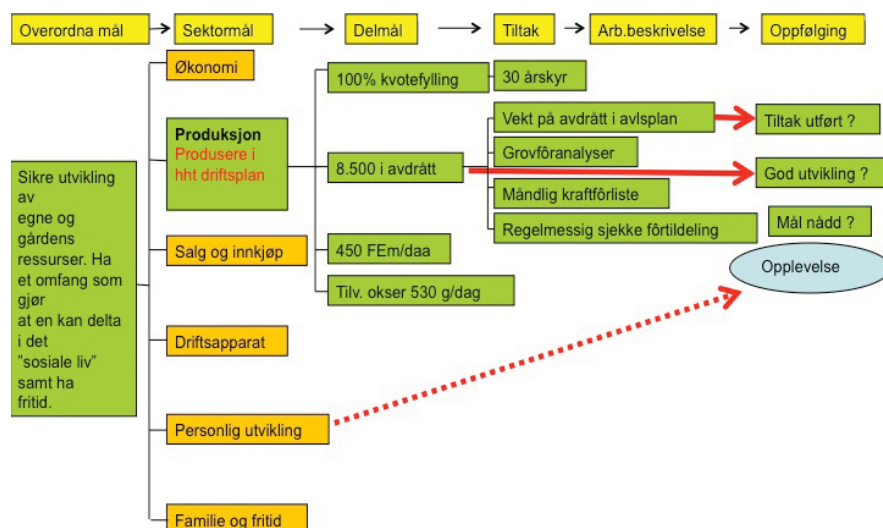 Overordna mål
Sektormål
Delmål
Tiltak
Arb.beskrivelse
Oppfølging
Sikre utvikling
av
egne og
gårdens
ressurser. Ha
et omfang som
gjør
at en kan delta
i det
”sosiale liv”
samt ha
fritid.
Økonomi
Produksjon
Produsere i
hht driftsplan
Salg og innkjøp
Driftsapparat
Personlig utvikling
Familie og fritid
100% kvotefylling
8.500 i avdrått
450 FEm/daa
Tilv. okser 530 g/dag
30 årskyr
Vekt på avdrått i avlsplan
Grovfôranalyser
Måndlig kraftfôrliste
Regelmessig sjekke fôrtildeling
Tiltak utført ?
God utvikling ?
Mål nådd ?
Opplevelse